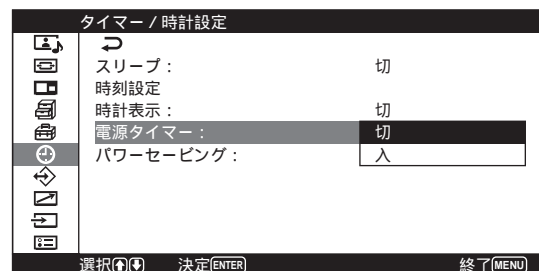 タイマー / 時計設定
スリープ： 切
時刻設定
時計表示： 切
電源タイマー： 切
パワーセービング： 入
選択 決定 ENTER 終了 MENU